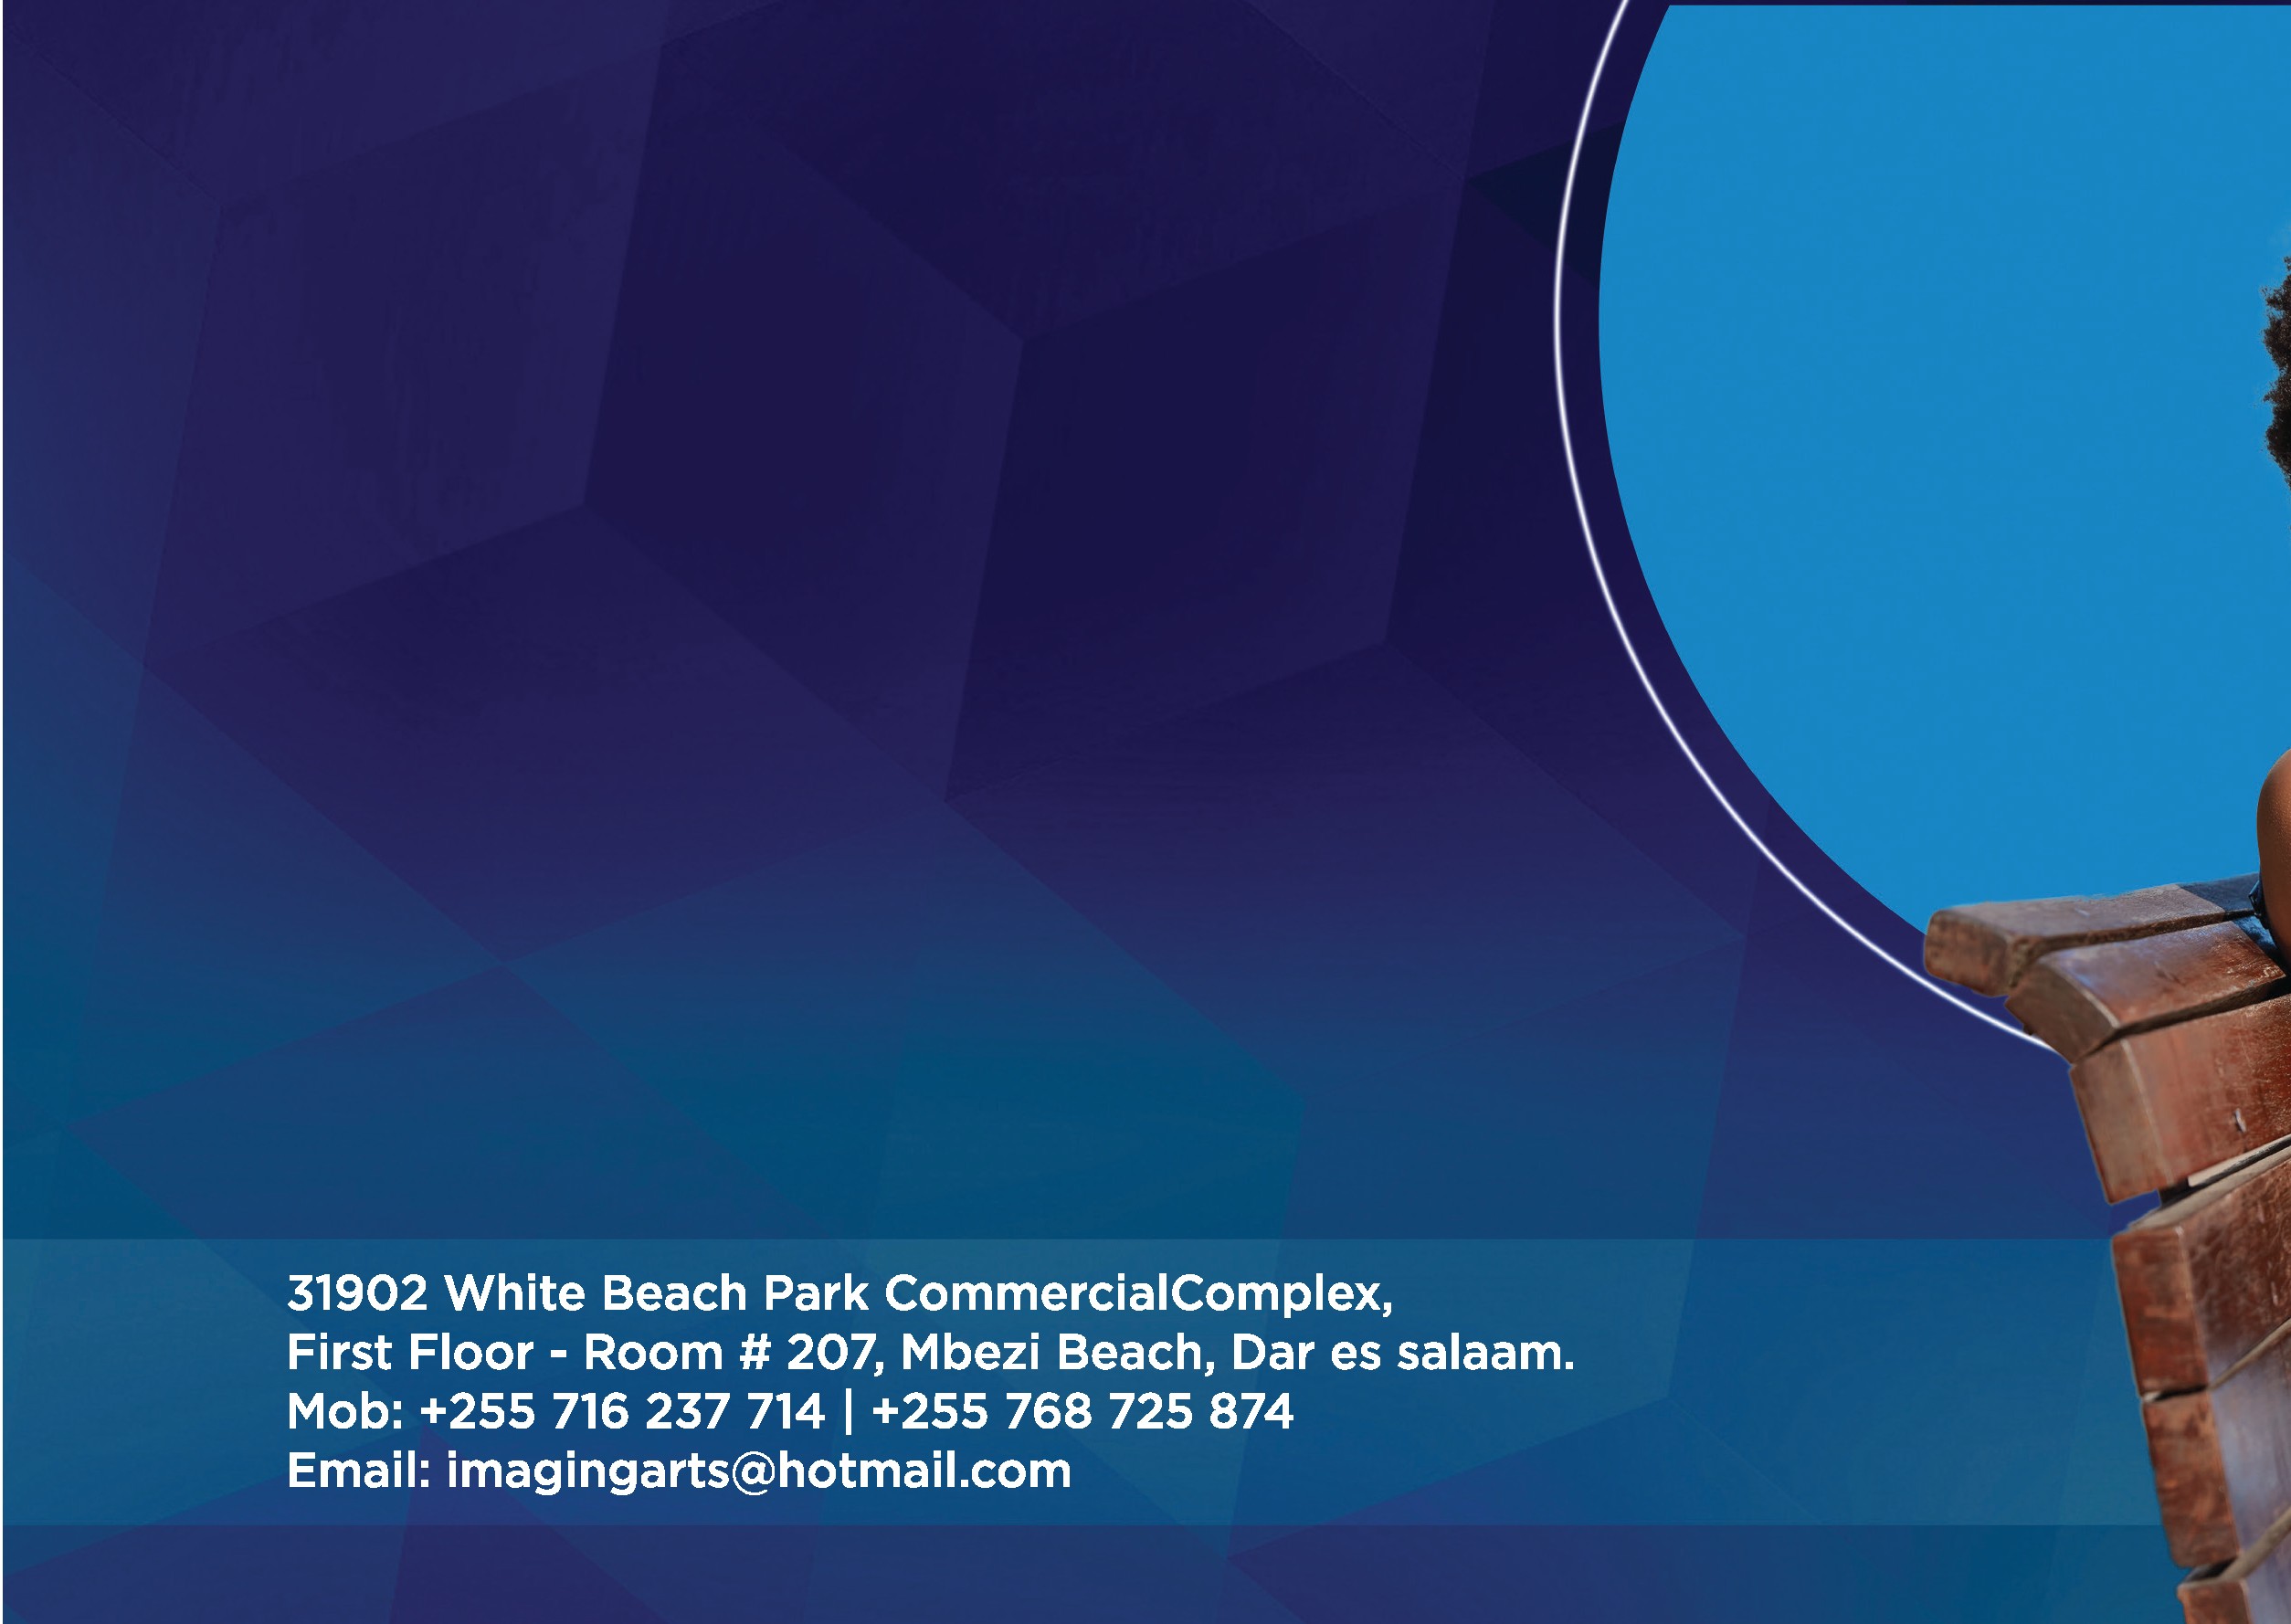 31902 White Beach Park CommercialComplex,
First Floor - Room # 207, Mbezi Beach, Dar es salaam.
Mob: +255 716 237 714 | +255 768 725 874
Email: imagingarts@hotmail.com